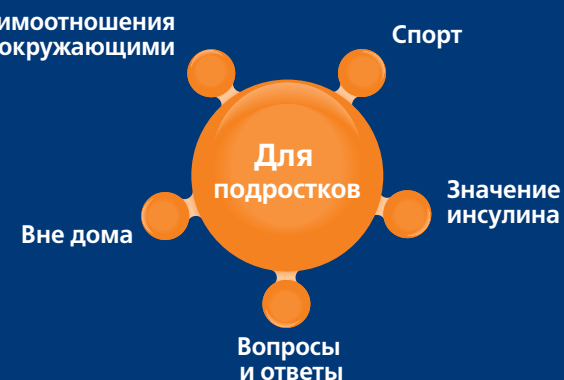 имоотношения
окружающими
Спорт
Для
подростков
Значение
инсулина
Вне дома
Вопросы
и ответы